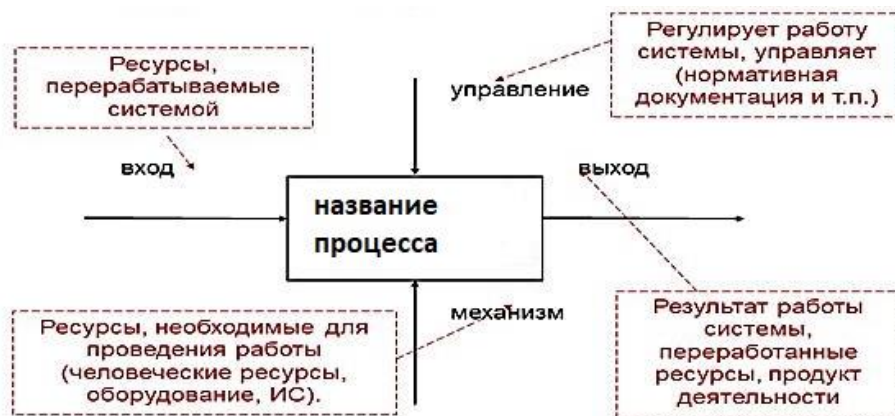 Ресурсы,
перерабатываемые
системой
Регулирует работу
системы, управляет
(нормативная
документация и т.п.)
управление
вход
выход
название
процесса
механизм
Ресурсы, необходимые для
проведения работы
(человеческие ресурсы,
оборудование, ИС).
Результат работы
системы,
переработанные
ресурсы, продукт
деятельности